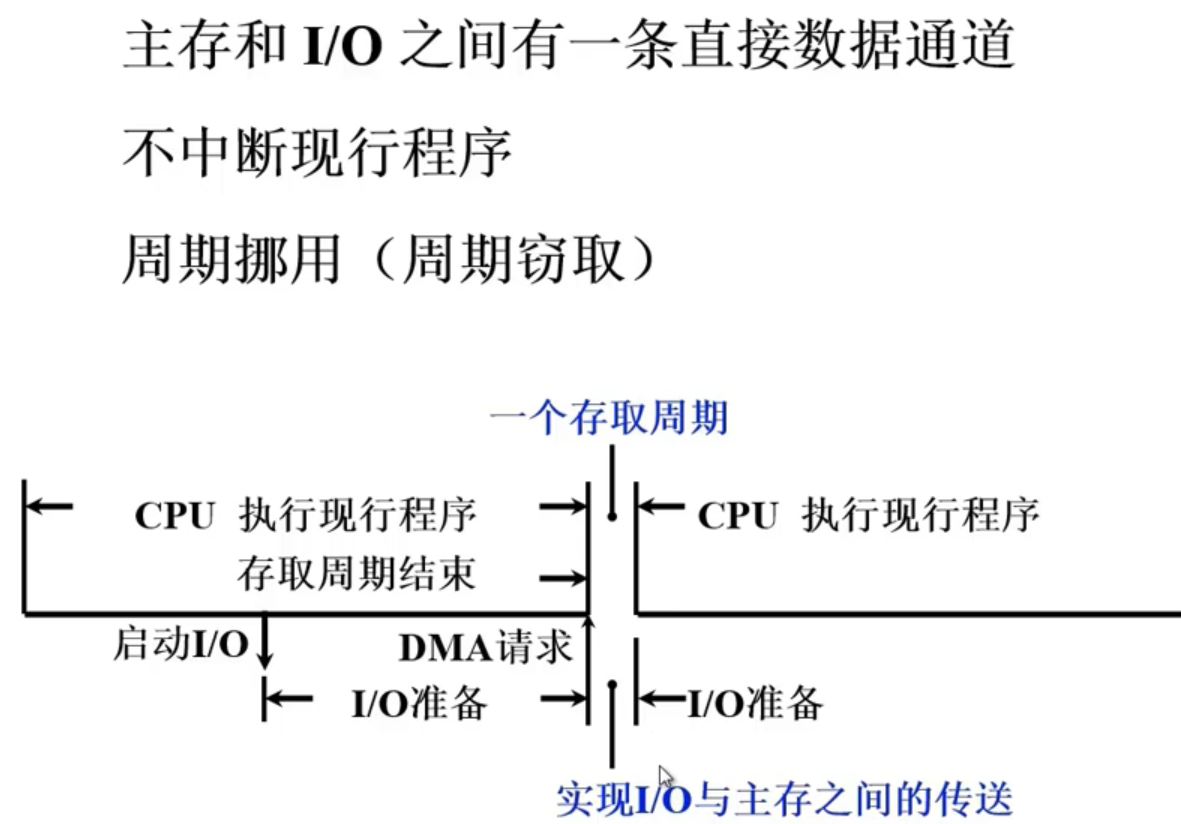 主存和 I/O 之间有一条直接数据通道
不中断现行程序
周期挪用（周期窃取）
一个存取周期
CPU 执行现行程序
CPU 执行现行程序
存取周期结束
启动I/O
DMA请求
I/O准备
I/O准备
实现I/O与主存之间的传送